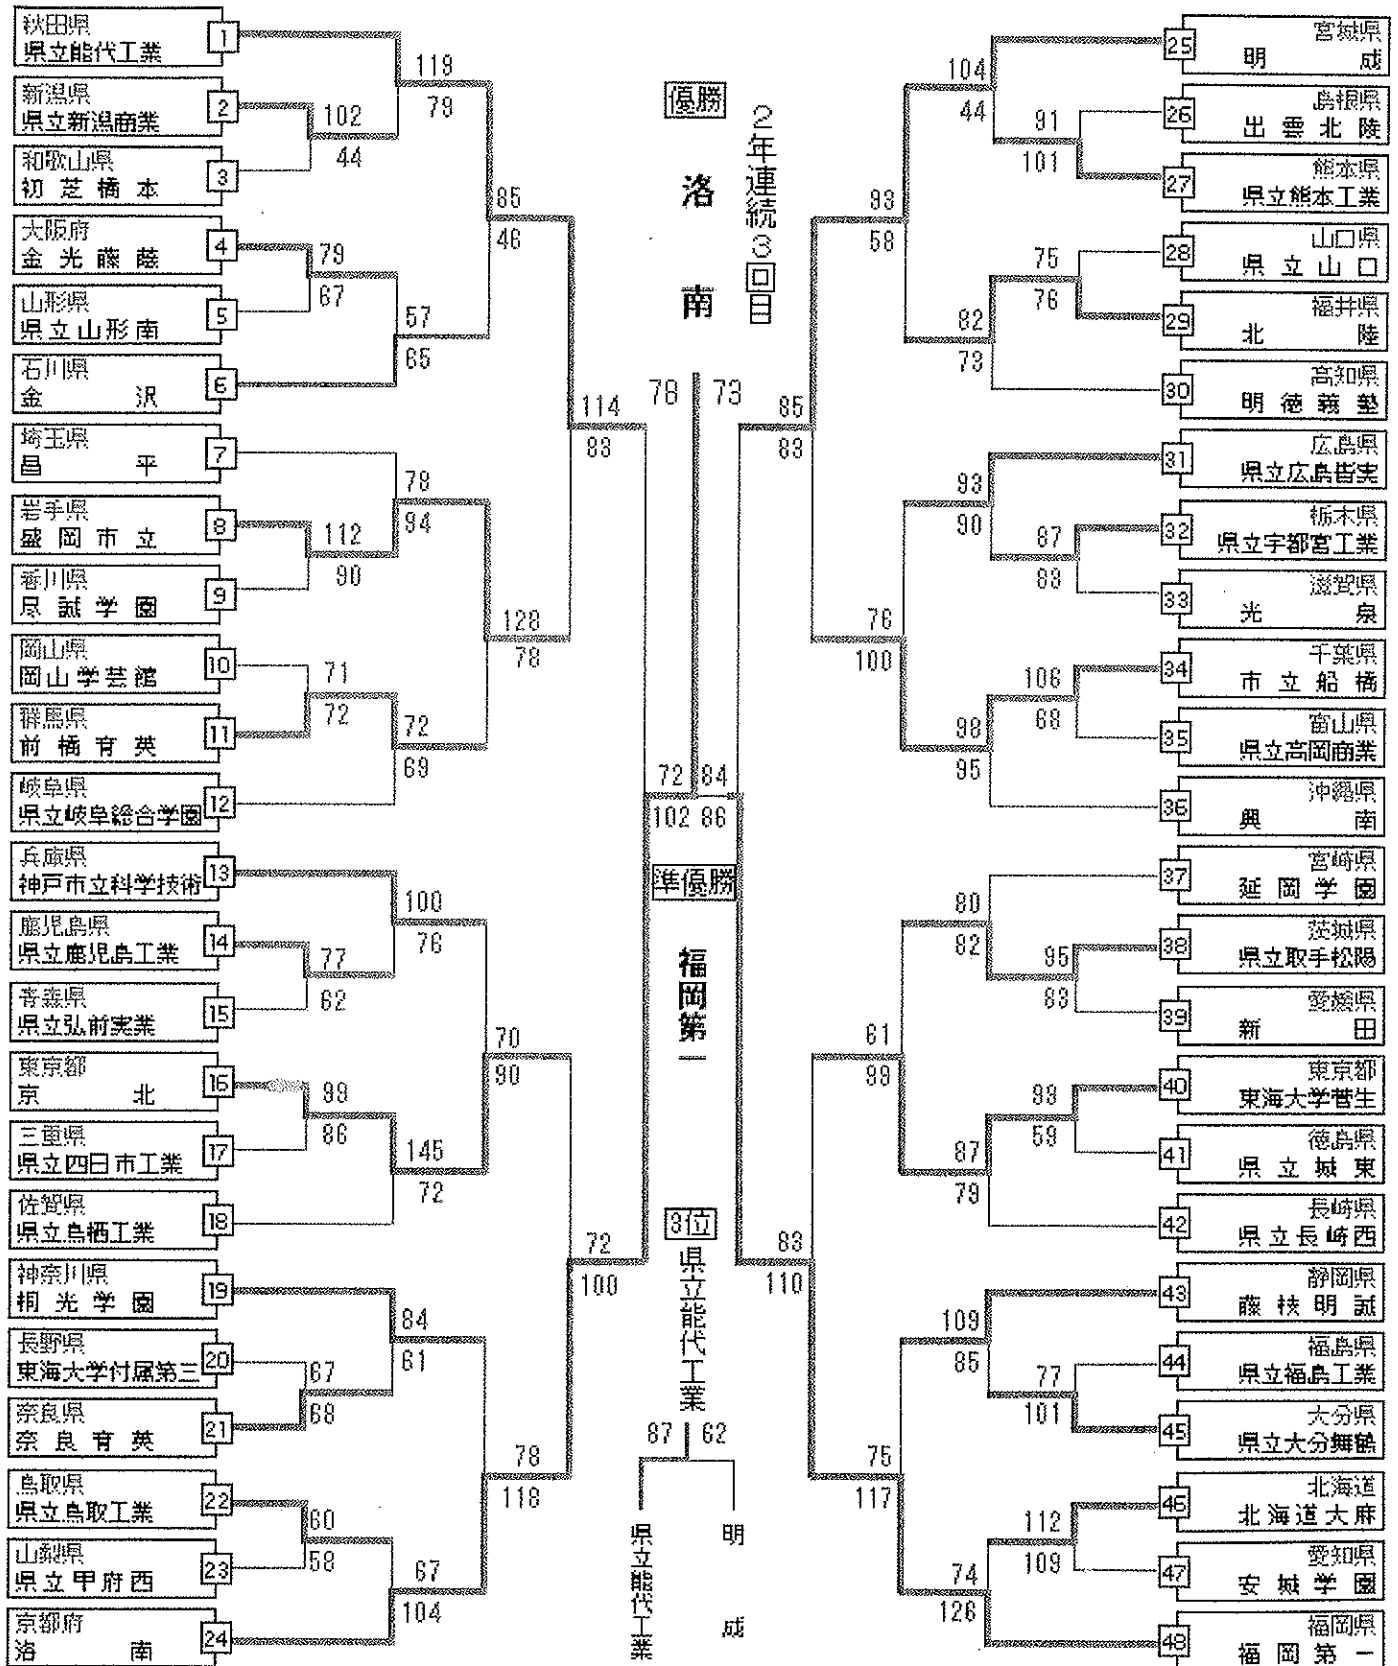 秋田県
県立能代工業
1
新潟県
県立新潟商業
2
和歌山県
初芝橋本
3
大阪府
金光藤蔭
4
山形県
県立山形南
5
石川県
金沢
6
埼玉県
昌平
7
岩手県
盛岡市立
8
香川県
尽誠学園
9
岡山県
岡山学芸館
10
群馬県
前橋育英
11
岐阜県
県立岐阜総合学園
12
兵庫県
神戸市立科学技術
13
鹿児島県
県立鹿児島工業
14
青森県
県立弘前実業
15
東京都
京北
16
三重県
県立四日市工業
17
佐賀県
県立鳥栖工業
18
神奈川県
桐光学園
19
長野県
東海大学付属第三
20
奈良県
奈良育英
21
鳥取県
県立鳥取工業
22
山梨県
県立甲府西
23
京都府
洛南
24
102
44
79
67
112
90
71
72
77
62
99
86
67
68
60
58
119
79
57
65
78
94
72
69
100
76
145
72
84
61
67
104
85
46
128
78
70
90
78
118
114
83
72
100
優勝
洛南
2年連続3回目
78 73
72 84
102 86
準優勝
福岡第一
3位
県立能代工業
87 62
県立能代工業
明成
85
83
83
110
93
58
76
100
61
99
75
117
104
44
82
73
93
90
98
95
80
82
87
79
109
85
74
126
91
101
75
76
87
83
106
68
95
83
99
59
77
101
112
109
25
宮城県
明成
26
島根県
出雲北陵
27
熊本県
県立熊本工業
28
山口県
県立山口
29
福井県
北陸
30
高知県
明徳義塾
31
広島県
県立広島皆実
32
栃木県
県立宇都宮工業
33
滋賀県
光泉
34
千葉県
市立船橋
35
富山県
県立高岡商業
36
沖縄県
興南
37
宮崎県
延岡学園
38
茨城県
県立取手松陽
39
愛媛県
新田
40
東京都
東海大学菅生
41
徳島県
県立城東
42
長崎県
県立長崎西
43
静岡県
藤枝明誠
44
福島県
県立福島工業
45
大分県
県立大分舞鶴
46
北海道
北海道大麻
47
愛知県
安城学園
48
福岡県
福岡第一